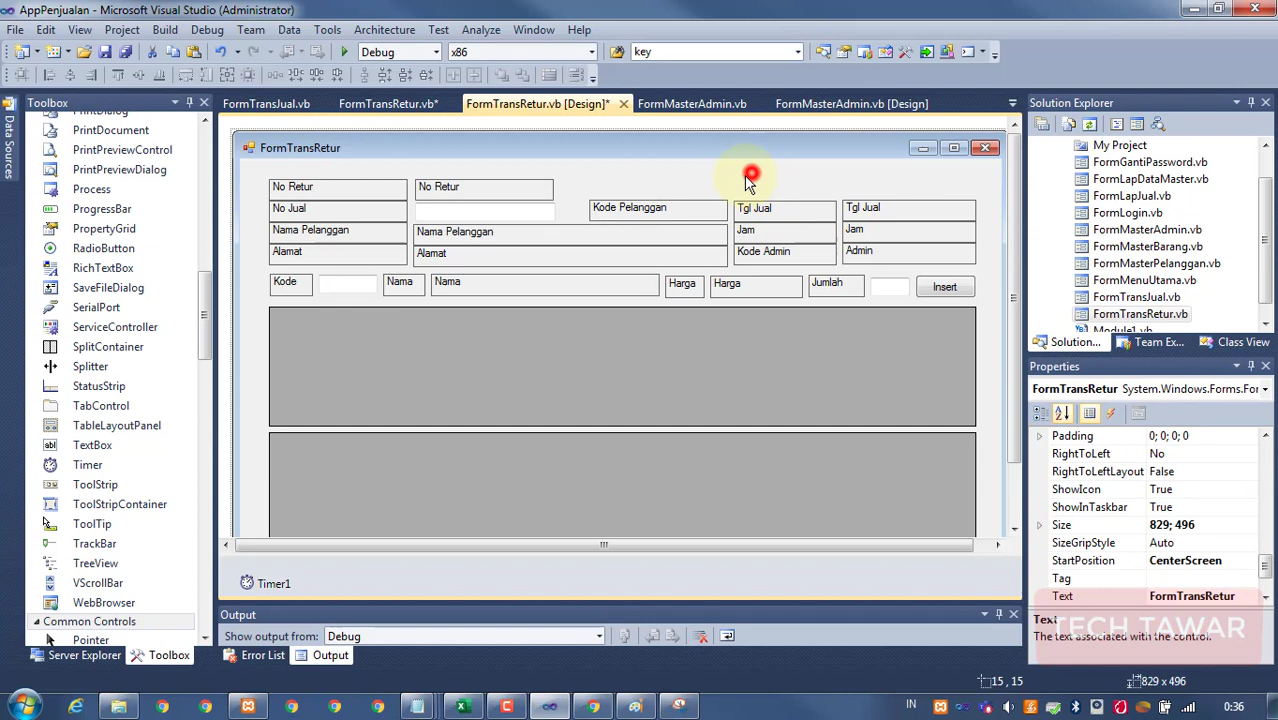 AppPenjualan - Microsoft Visual Studio (Administrator)
File Edit View Project Build Debug Team Data Tools Architecture Test Analyze Window Help
Debug x86 key
Toolbox FormTransJual.vb FormTransRetur.vb* FormTransRetur.vb [Design]* FormMasterAdmin.vb FormMasterAdmin.vb [Design] Solution Explorer
Data Sources
PrintDocument
PrintPreviewControl
PrintPreviewDialog
Process
ProgressBar
PropertyGrid
RadioButton
RichTextBox
SaveFileDialog
SerialPort
ServiceController
SplitContainer
Splitter
StatusStrip
TabControl
TableLayoutPanel
TextBox
Timer
ToolStrip
ToolStripContainer
ToolTip
TrackBar
TreeView
VScrollBar
WebBrowser
Common Controls
Pointer
Server Explorer Toolbox
FormTransRetur
No Retur No Retur
No Jual Kode Pelanggan Tgl Jual Tgl Jual
Nama Pelanggan Nama Pelanggan Jam Jam
Alamat Alamat Kode Admin Admin
Kode Nama Nama Harga Harga Jumlah Insert
Timer1
Output
Show output from: Debug
Error List Output
My Project
FormGantiPassword.vb
FormLapDataMaster.vb
FormLapJual.vb
FormLogin.vb
FormMasterAdmin.vb
FormMasterBarang.vb
FormMasterPelanggan.vb
FormMenuUtama.vb
FormTransJual.vb
FormTransRetur.vb
Module1.vb
Solution... Team Ex... Class View
Properties
FormTransRetur System.Windows.Forms.For
Padding 0; 0; 0; 0
RightToLeft No
RightToLeftLayout False
ShowIcon True
ShowInTaskbar True
Size 829; 496
SizeGripStyle Auto
StartPosition CenterScreen
Tag
Text FormTransRetur
Text
The text associated with the control.
TECH TAWAR
15 , 15 829 x 496
IN 0:36